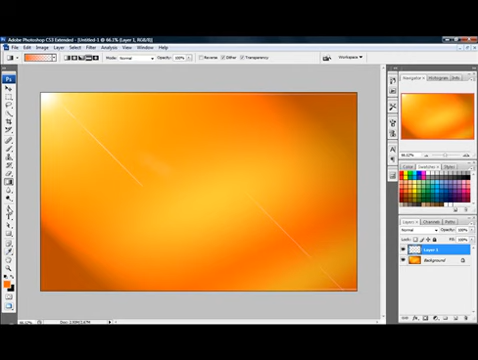 Adobe Photoshop CS3 Extended - [Untitled-1 @ 66.7% (Layer 1, RGB/8)]
File Edit Image Layer Select Filter Analysis View Window Help
Mode: Normal Opacity: 100% Reverse Dither Transparency Workspace
Navigator Histogram Info
66.67%
Color Swatches Styles
Layers Channels Paths
Normal Opacity: 100%
Lock: Fill: 100%
Layer 1
Background
66.67%